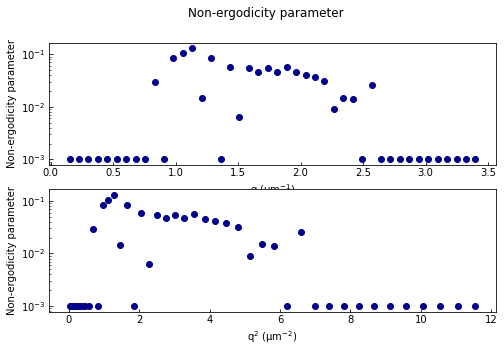 Non-ergodicity parameter
Non-ergodicity parameter
10⁻¹
10⁻²
10⁻³
0.0 0.5 1.0 1.5 2.0 2.5 3.0 3.5
q (μm⁻¹)
Non-ergodicity parameter
10⁻¹
10⁻²
10⁻³
0 2 4 6 8 10 12
q² (μm⁻²)